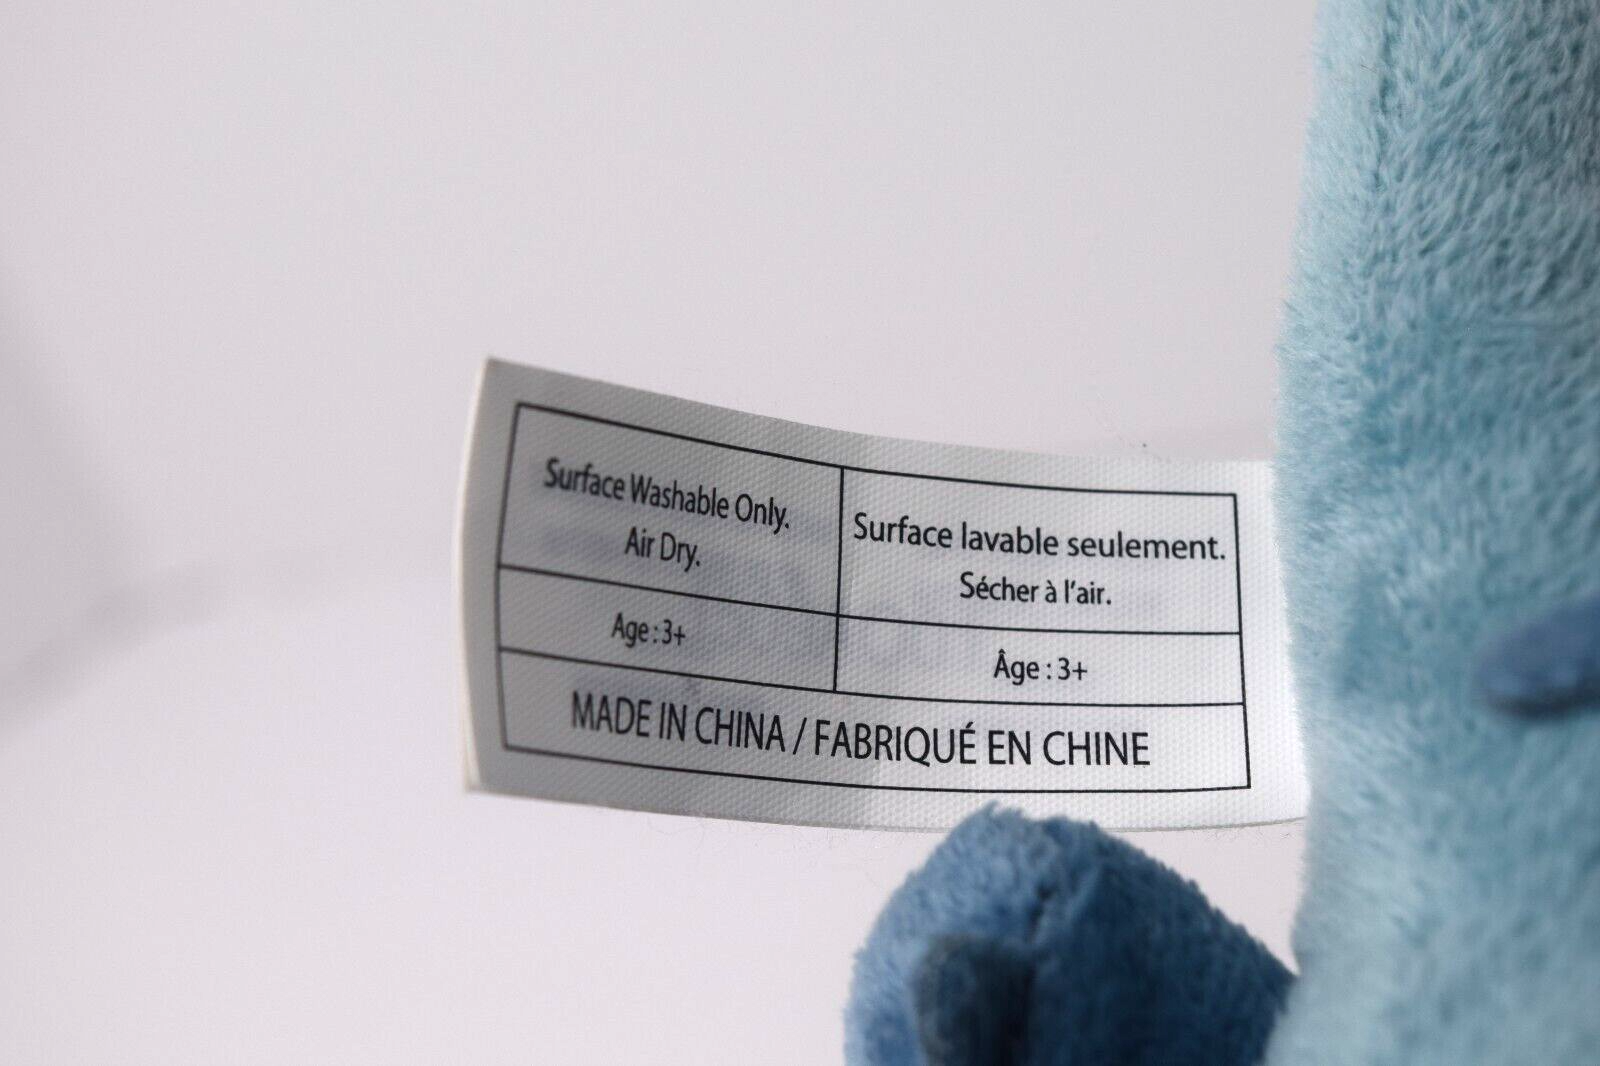 Surface Washable Only.
Air Dry.
Surface lavable seulement.
Sécher à l'air.
Age : 3+
Âge : 3+
MADE IN CHINA / FABRIQUÉ EN CHINE